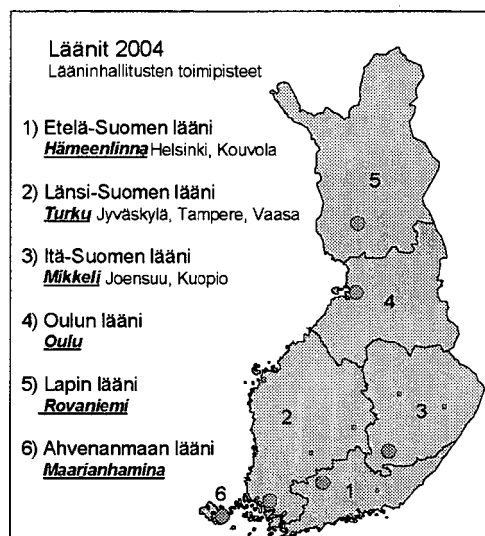 Läänit 2004
Lääninhallitusten toimipisteet
1) Etelä-Suomen lääni
Hämeenlinna Helsinki, Kouvola
2) Länsi-Suomen lääni
Turku Jyväskylä, Tampere, Vaasa
3) Itä-Suomen lääni
Mikkeli Joensuu, Kuopio
4) Oulun lääni
Oulu
5) Lapin lääni
Rovaniemi
6) Ahvenanmaan lääni
Maarianhamina
5
4
2
3
6
1